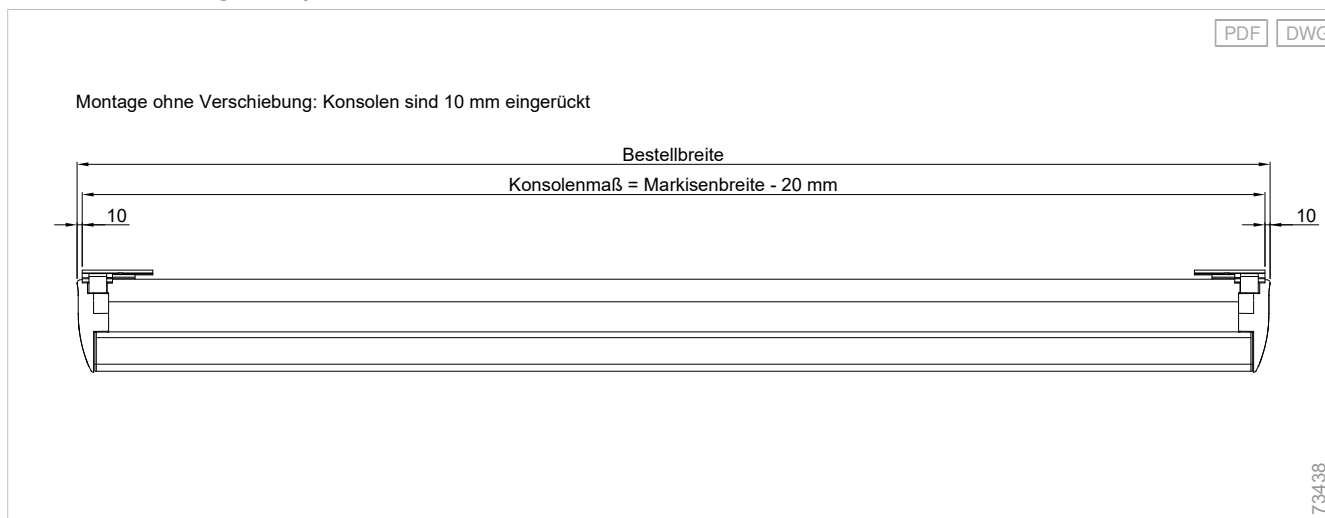 PDF DWG
Montage ohne Verschiebung: Konsolen sind 10 mm eingerückt
Bestellbreite
Konsolenmaß = Markisenbreite - 20 mm
10
10
73438